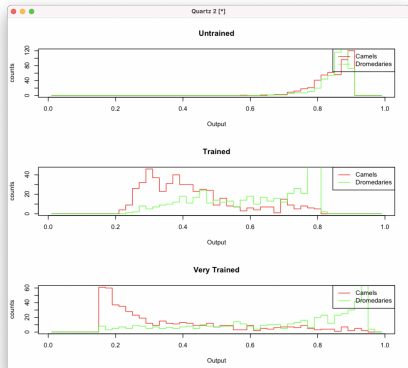 Quartz 2 [*]
Untrained
counts
0 40 80 120
Camels
Dromedaries
0.0 0.2 0.4 0.6 0.8 1.0
Output
Trained
counts
0 20 40
Camels
Dromedaries
0.0 0.2 0.4 0.6 0.8 1.0
Output
Very Trained
counts
0 20 40 60
Camels
Dromedaries
0.0 0.2 0.4 0.6 0.8 1.0
Output